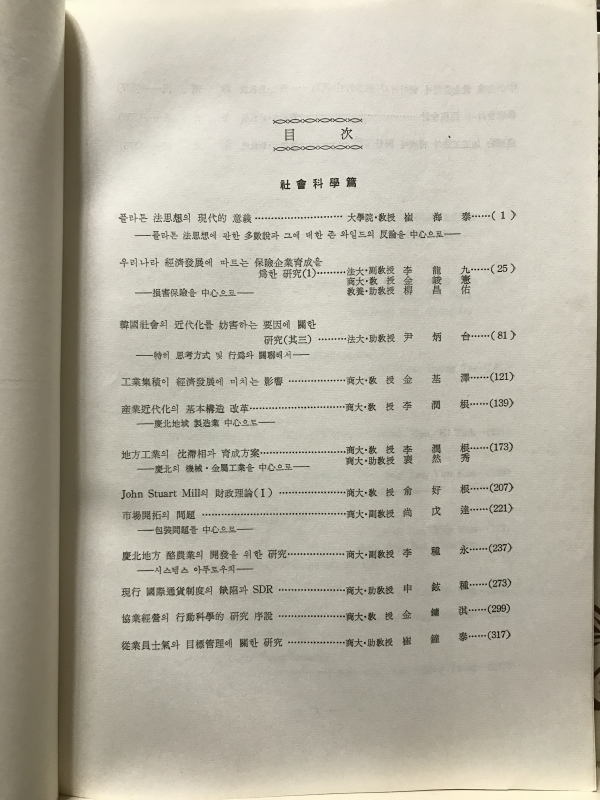 目 次
社會科學篇
플라톤 法思想의 現代的 意義 …………………………大學院·敎授 崔 海 泰……( 1 )
——플라톤 法思想에 관한 多數說과 그에 대한 존 와일드의 反論을 中心으로——
우리나라 經濟發展에 따르는 保險企業育成을
爲한 硏究(1)………法大·副敎授 李 龍 九……( 25 )
商大·敎 授 金 峨 憲
——損害保險을 中心으로—— 敎養·助敎授 柳 昌 佑
韓國社會의 近代化를 妨害하는 要因에 關한
硏究(其三) ………法大·助敎授 尹 炳 台……( 81 )
——特히 思考方式 및 行爲와 關聯해서——
工業集積이 經濟發展에 미치는 影響 ………………商大·敎 授 金 基 澤……(121)
産業近代化의 基本構造 改革…………………………商大·敎 授 李 潤 根……(139)
——慶北地域 製造業 中心으로——
地方工業의 沈滯相과 育成方案………………………商大·敎 授 李 潤 根……(173)
——慶北의 機械·金屬工業을 中心으로—— 商大·助敎授 裵 然 秀
John Stuart Mill의 財政理論(Ⅰ) …………………商大·敎 授 兪 好 根……(207)
市場開拓의 問題 ………………………………………商大·副敎授 尙 戊 達……(221)
——包裝問題를 中心으로——
慶北地方 酪農業의 開發을 위한 硏究………………商大·副敎授 李 種 永……(237)
——시스템스 아푸로우치——
現行 國際通貨制度의 缺陷과 SDR …………………商大·助敎授 申 鉉 種……(273)
協業經營의 行動科學的 硏究 序說 …………………商大·敎 授 金 鏞 淇……(299)
從業員士氣와 目標管理에 關한 硏究 ………………商大·助敎授 崔 鐘 泰……(317)